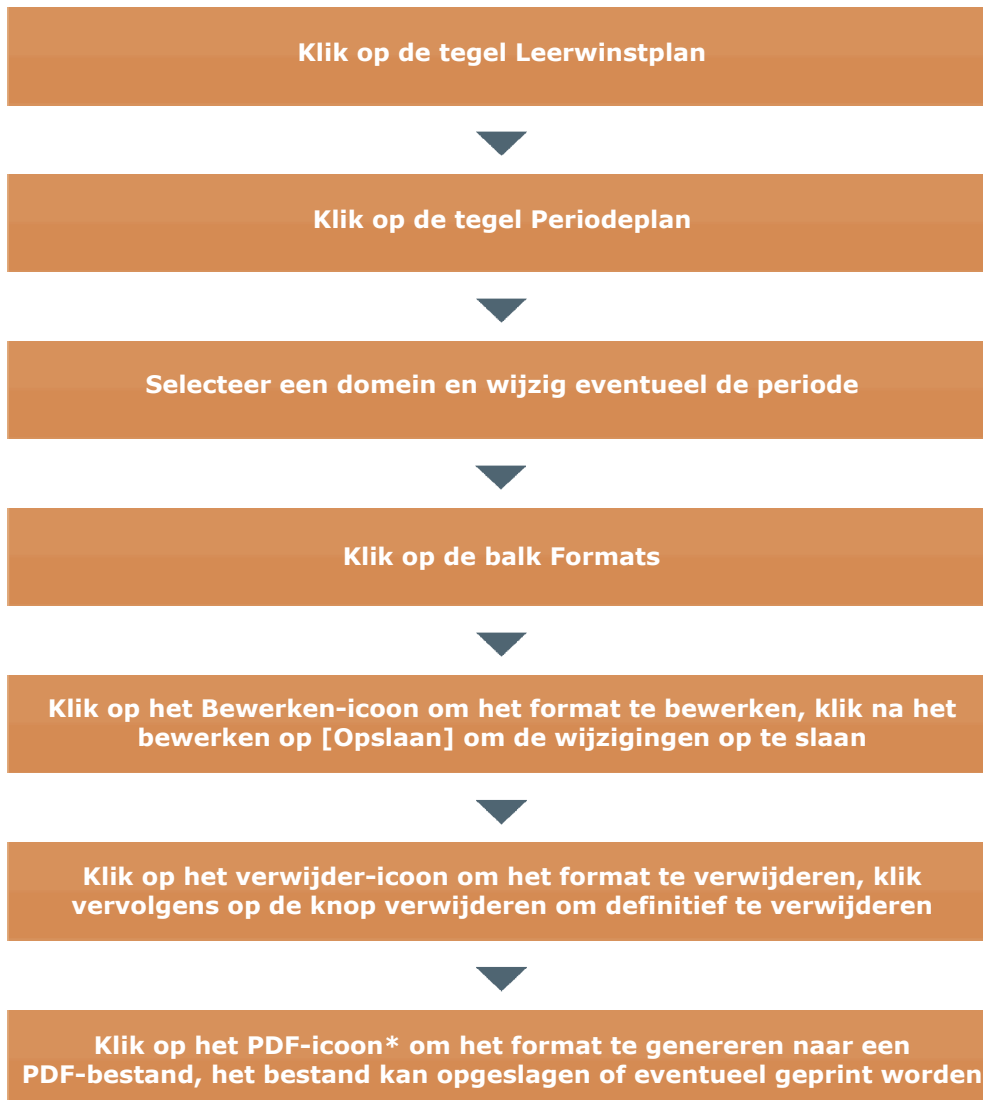 Klik op de tegel Leerwinstplan
Klik op de tegel Periodeplan
Selecteer een domein en wijzig eventueel de periode
Klik op de balk Formats
Klik op het Bewerken-icoon om het format te bewerken, klik na het
bewerken op [Opslaan] om de wijzigingen op te slaan
Klik op het verwijder-icoon om het format te verwijderen, klik
vervolgens op de knop verwijderen om definitief te verwijderen
Klik op het PDF-icoon* om het format te genereren naar een
PDF-bestand, het bestand kan opgeslagen of eventueel geprint worden